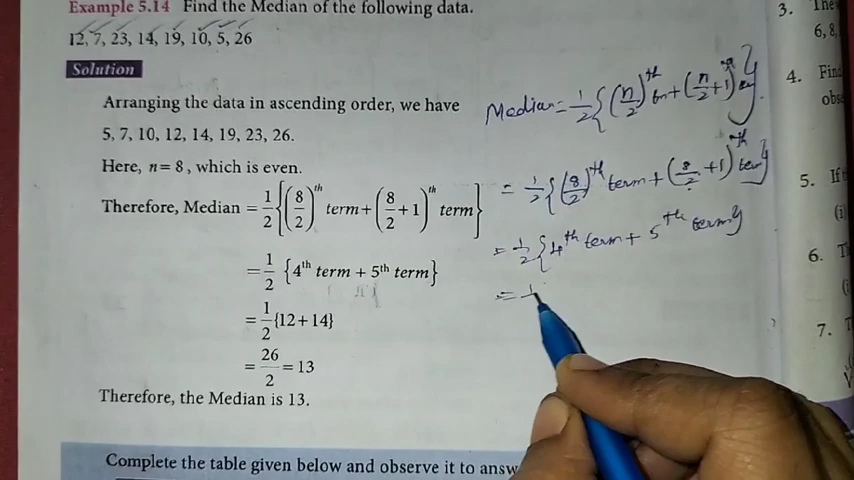 Example 5.14 Find the Median of the following data.
12, 7, 23, 14, 19, 10, 5, 26
Solution
Arranging the data in ascending order, we have
5, 7, 10, 12, 14, 19, 23, 26.
Here, n = 8, which is even.
Therefore, Median = 1/2 {(8/2)^th term + (8/2 + 1)^th term}
= 1/2 {4th term + 5th term}
= 1/2 {12 + 14}
= 26/2 = 13
Therefore, the Median is 13.
Complete the table given below and observe it to answ
Median = 1/2 {(n/2)^th + (n/2 + 1)
= 1/2 {(8/2)^th term + (8/2 + 1)^th term}
= 1/2 {4th term + 5th term}
= 1
3. The
6, 8,
4. Find
obse
5. If t
(i)
6. T
(i
7. T